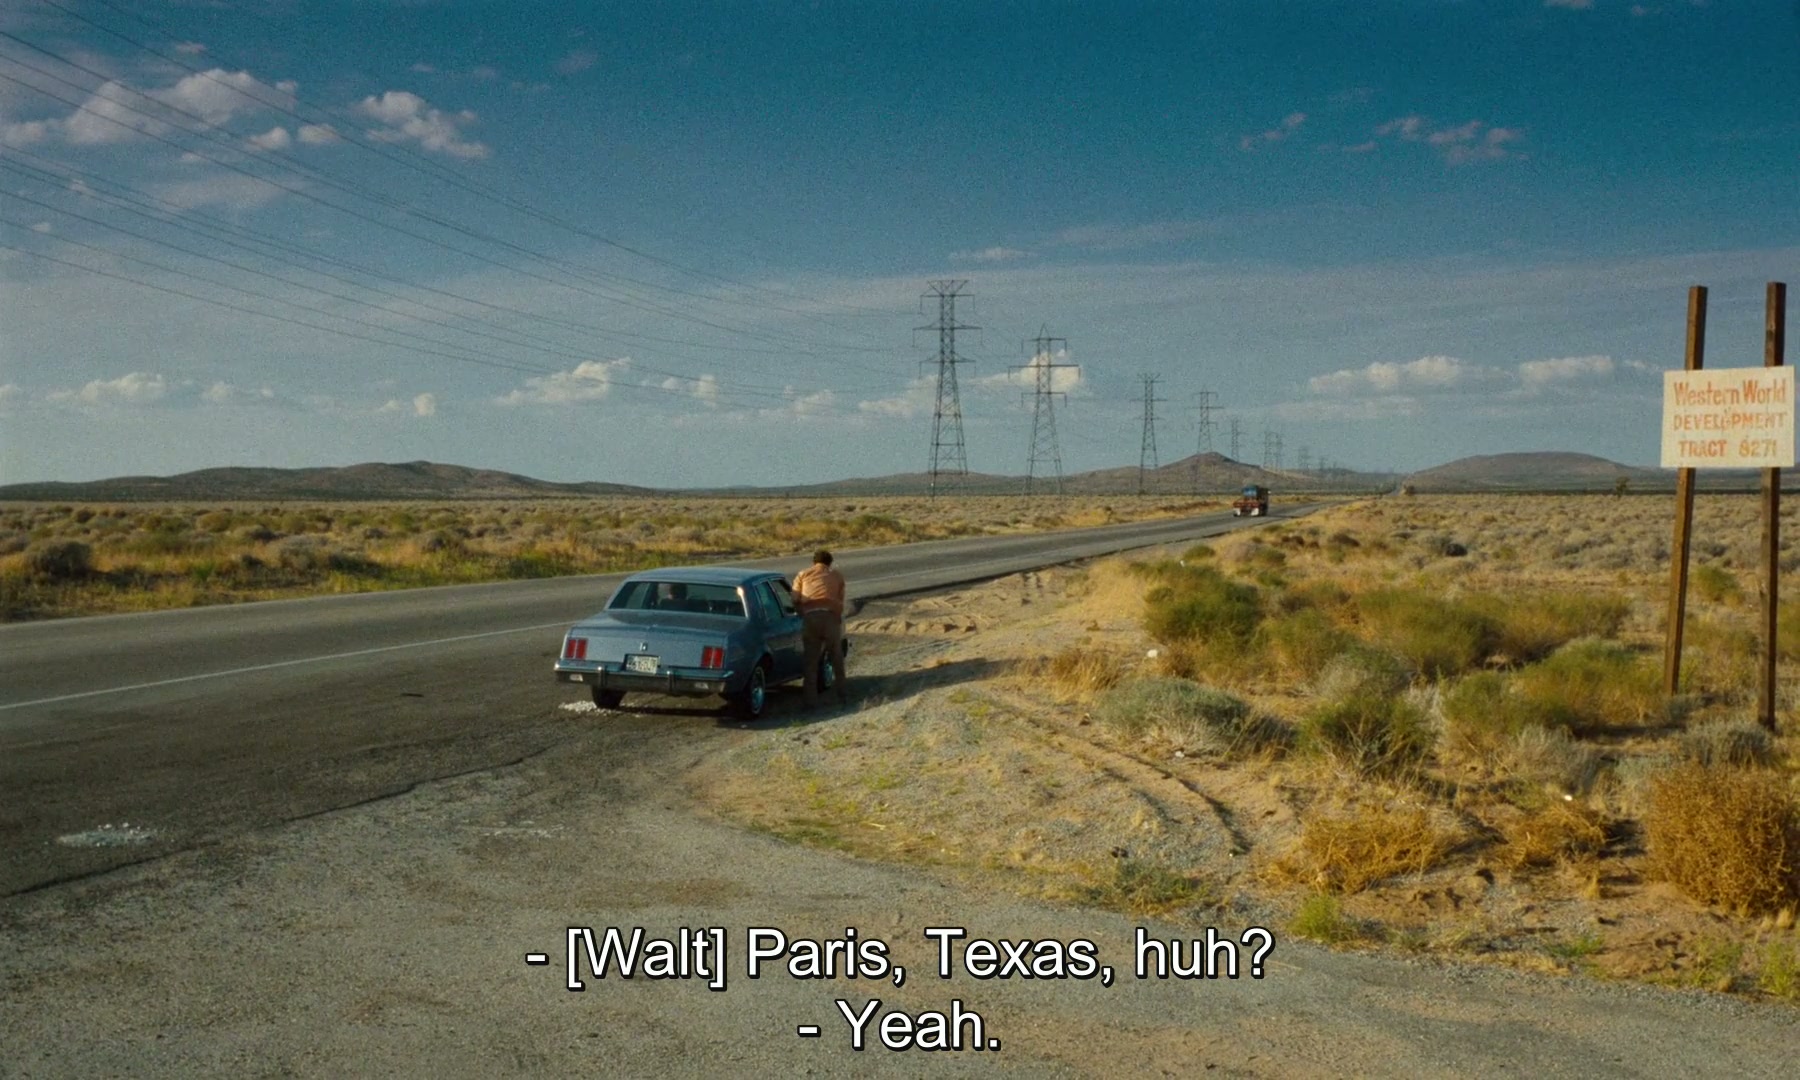 Western World
DEVELOPMENT
TRACT 8271
- [Walt] Paris, Texas, huh?
- Yeah.